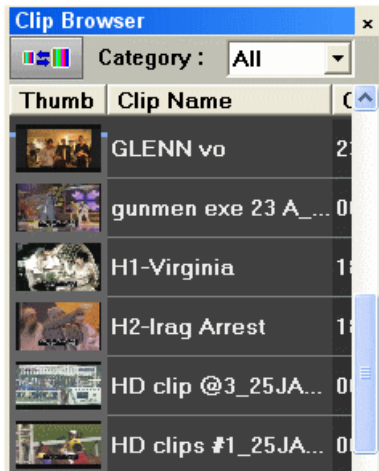 Clip Browser
Category : All
Thumb Clip Name
GLENN vo
gunmen exe 23 A_...
H1-Virginia
H2-Irag Arrest
HD clip @3_25JA...
HD clips #1_25JA...